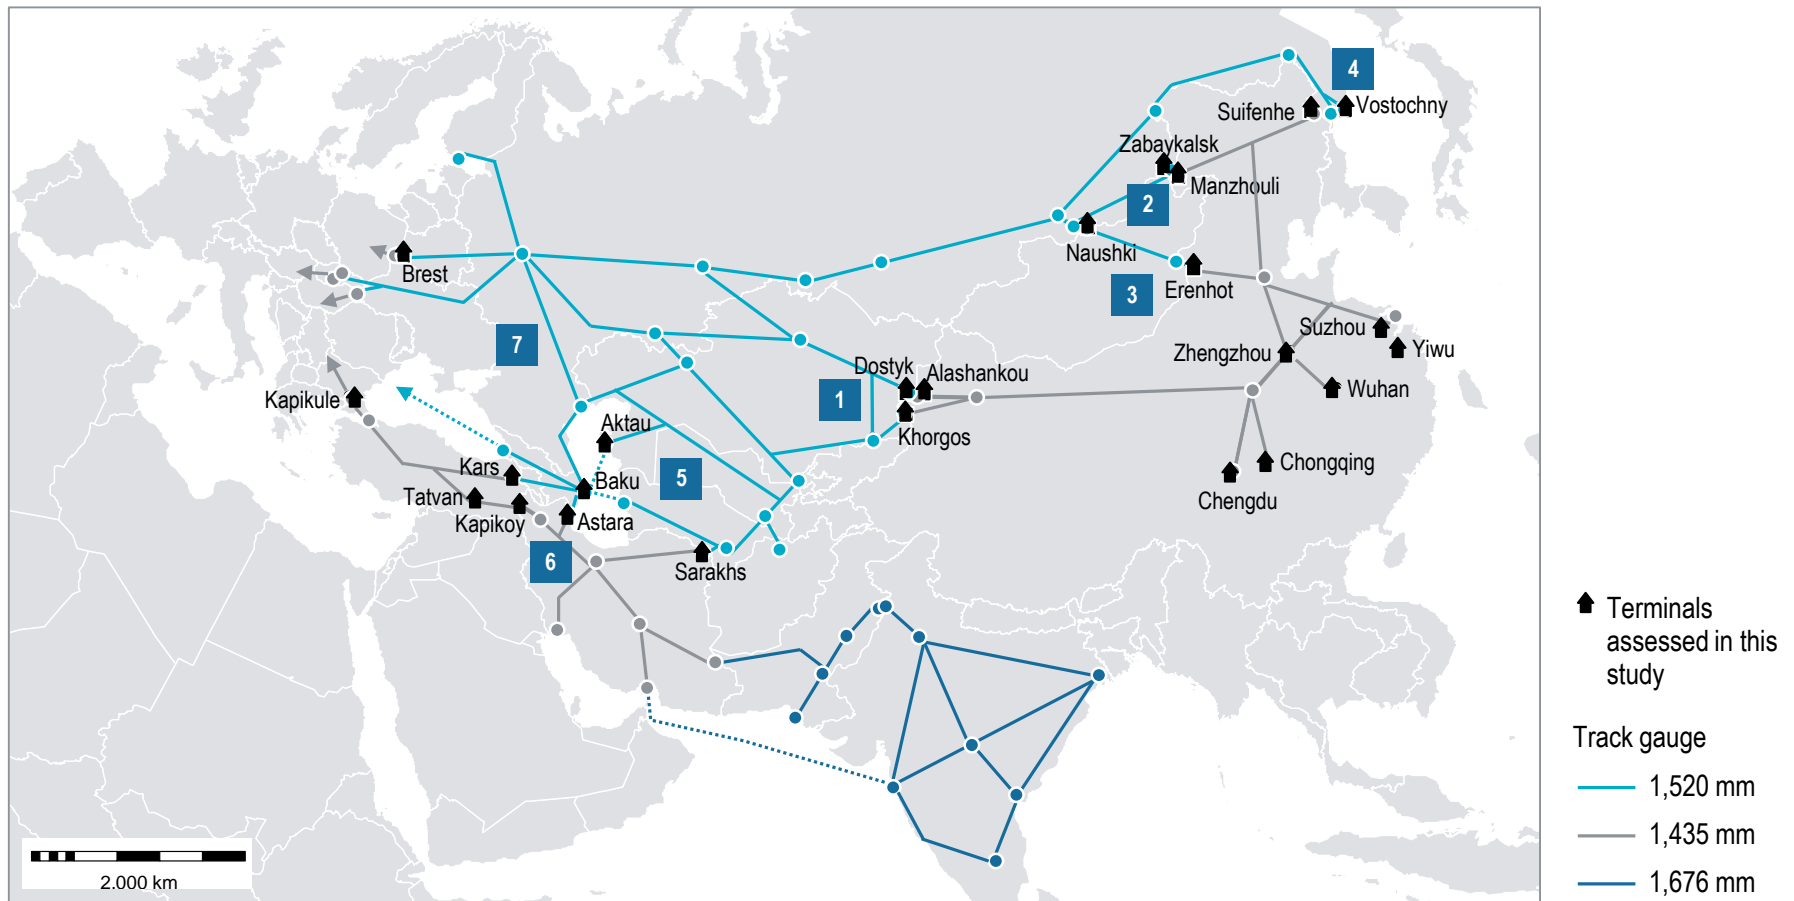 4
Suifenhe
Vostochny
Zabaykalsk
Manzhouli
2
Naushki
Brest
Erenhot
3
Suzhou
Yiwu
7
Zhengzhou
Dostyk
Alashankou
Wuhan
Kapikule
1
Khorgos
Aktau
Kars
5
Chongqing
Baku
Tatvan
Chengdu
Kapikoy
Astara
6
Sarakhs
2.000 km
Terminals
assessed in this
study
Track gauge
1,520 mm
1,435 mm
1,676 mm